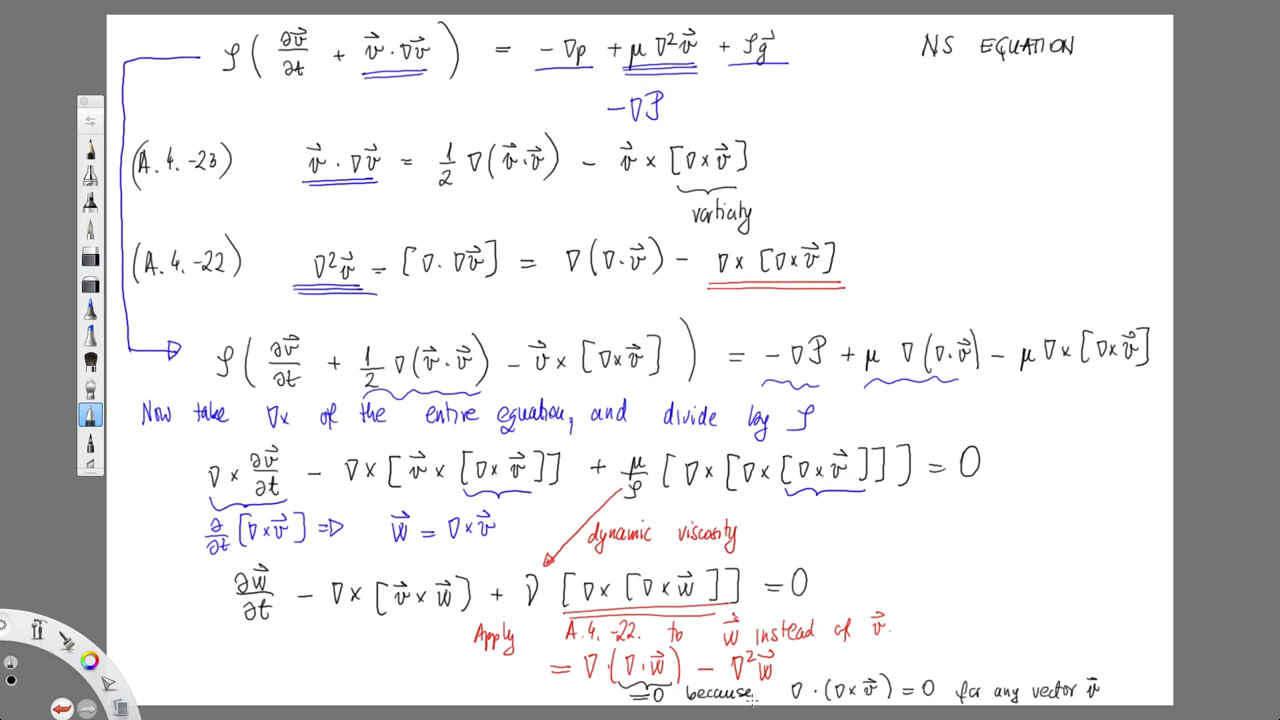 ρ ( ∂v⃗/∂t + v⃗ · ∇v⃗ ) = − ∇p + μ ∇²v⃗ + ρg⃗ NS EQUATION
−∇𝒫
(A. 4. -23) v⃗ · ∇v⃗ = 1/2 ∇(v⃗ · v⃗) − v⃗ × [∇ × v⃗]
vorticity
(A. 4. -22) ∇²v⃗ = [∇ · ∇v⃗] = ∇(∇ · v⃗) − ∇ × [∇ × v⃗]
ρ ( ∂v⃗/∂t + 1/2 ∇(v⃗ · v⃗) − v⃗ × [∇ × v⃗] ) = − ∇𝒫 + μ ∇(∇ · v⃗) − μ ∇ × [∇ × v⃗]
Now take ∇× of the entire equation, and divide by ρ
∇ × ∂v⃗/∂t − ∇ × [v⃗ × [∇ × v⃗]] + μ/ρ [∇ × [∇ × [∇ × v⃗]]] = 0
∂/∂t [∇ × v⃗] ⇒ w⃗ = ∇ × v⃗ dynamic viscosity
∂w⃗/∂t − ∇ × [v⃗ × w⃗] + ν [∇ × [∇ × w⃗]] = 0
Apply A. 4. -22. to w⃗ instead of v⃗.
= ∇ · (∇ · w⃗) − ∇²w⃗
=0 because ∇ · (∇ × v⃗) = 0 for any vector v⃗